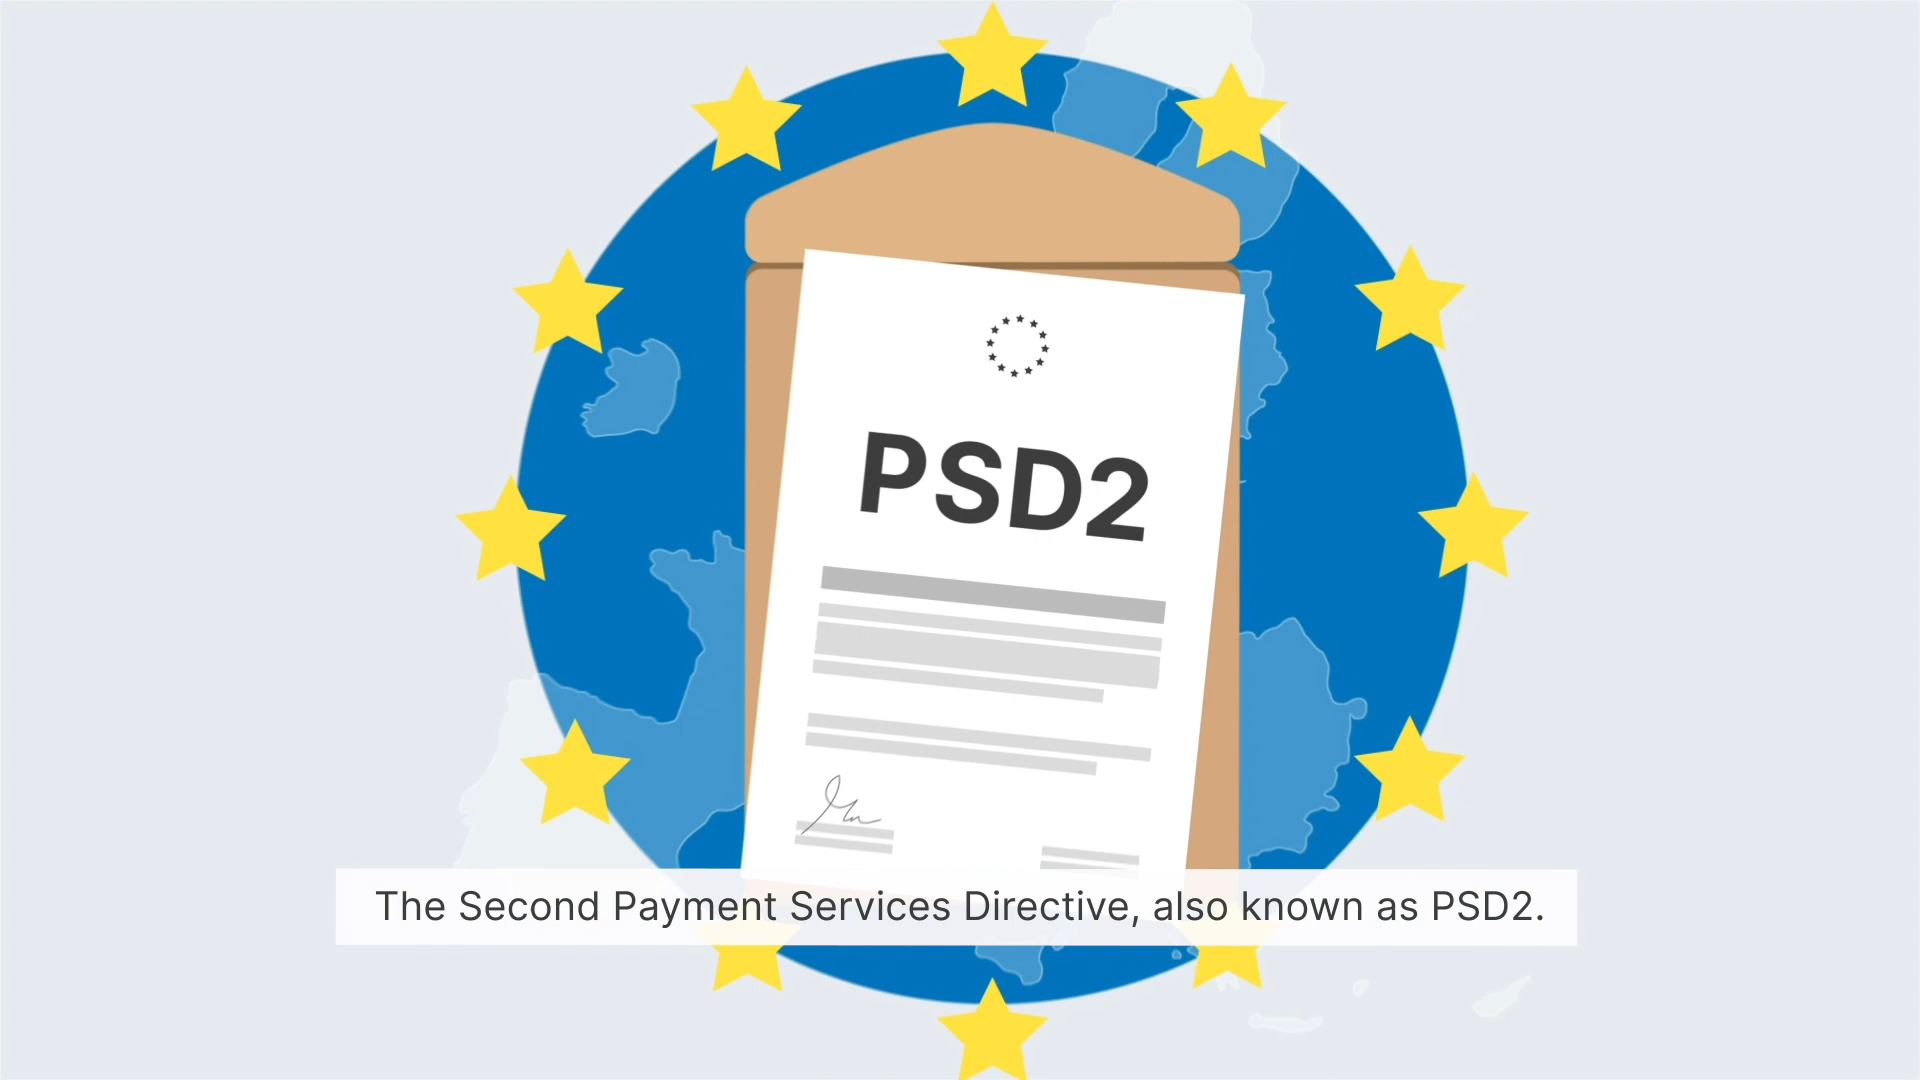 PSD2
The Second Payment Services Directive, also known as PSD2.